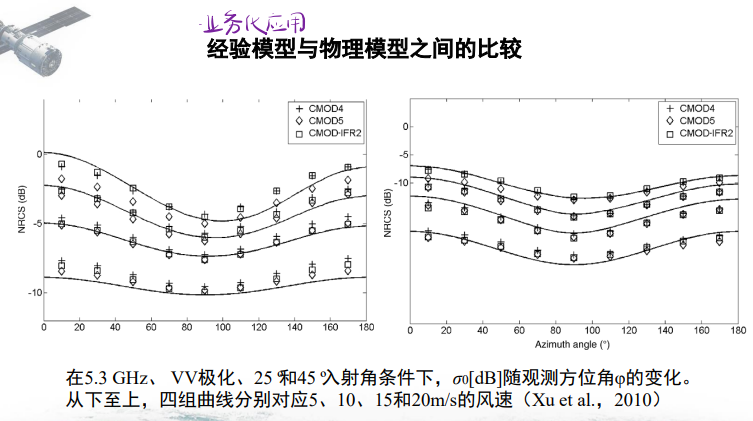 业务化应用
经验模型与物理模型之间的比较
CMOD4
CMOD5
CMOD-IFR2
0
-5
-10
NRCS (dB)
0 20 40 60 80 100 120 140 160 180
CMOD4
CMOD5
CMOD-IFR2
0
-5
-10
NRCS (dB)
0 20 40 60 80 100 120 140 160 180
Azimuth angle (°)
在5.3 GHz、VV极化、25 º和45 º入射角条件下，σ0[dB]随观测方位角φ的变化。
从下至上，四组曲线分别对应5、10、15和20m/s的风速（Xu et al.，2010）